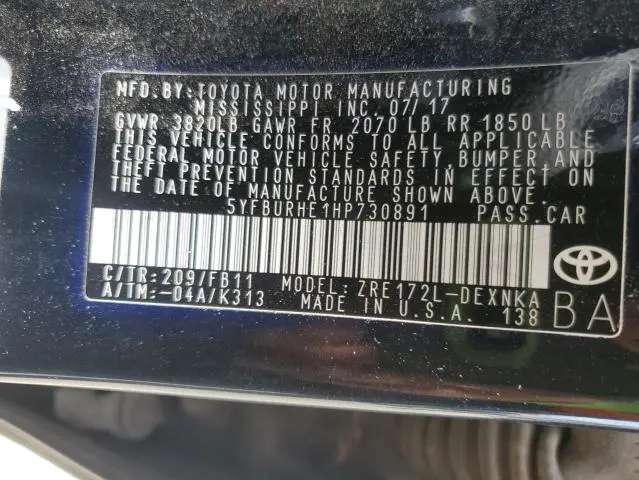 MFD.BY:TOYOTA MOTOR MANUFACTURING
MISSISSIPPI INC. 07/17
GVWR 3820LB GAWR FR 2070 LB RR 1850 LB
THIS VEHICLE CONFORMS TO ALL APPLICABLE
FEDERAL MOTOR VEHICLE SAFETY, BUMPER, AND
THEFT PREVENTION STANDARDS IN EFFECT ON
THE DATE OF MANUFACTURE SHOWN ABOVE.
5YFBURHE1HP730891 PASS.CAR
C/TR:209/FB11 MODEL:ZRE172L-DEXNKA
A/TM:-04A/K313 MADE IN U.S.A. 138
BA